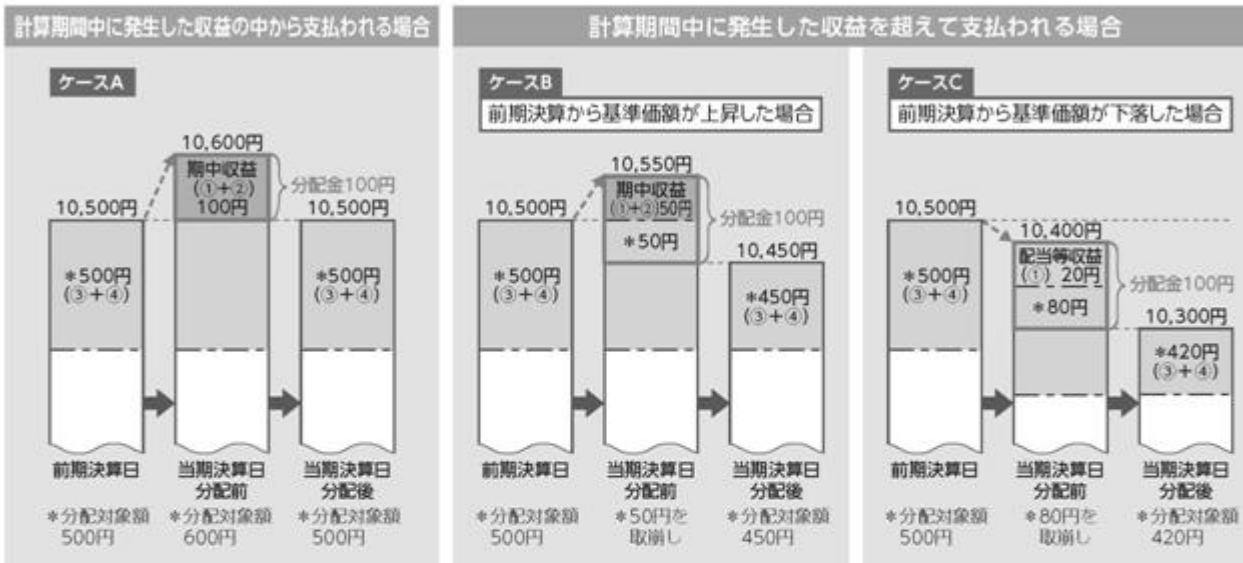 計算期間中に発生した収益の中から支払われる場合
ケースA
10,600円
期中収益
(①+②)
100円
分配金100円
10,500円
10,500円
*500円
(③+④)
*500円
(③+④)
前期決算日
当期決算日
分配前
当期決算日
分配後
*分配対象額
500円
*分配対象額
600円
*分配対象額
500円
計算期間中に発生した収益を超えて支払われる場合
ケースB
前期決算から基準価額が上昇した場合
10,550円
期中収益
(①+②)50円
*50円
分配金100円
10,500円
10,450円
*500円
(③+④)
*450円
(③+④)
前期決算日
当期決算日
分配前
当期決算日
分配後
*分配対象額
500円
*50円を
取崩し
*分配対象額
450円
ケースC
前期決算から基準価額が下落した場合
10,500円
10,400円
配当等収益
(①) 20円
*80円
分配金100円
10,300円
*500円
(③+④)
*420円
(③+④)
前期決算日
当期決算日
分配前
当期決算日
分配後
*分配対象額
500円
*80円を
取崩し
*分配対象額
420円